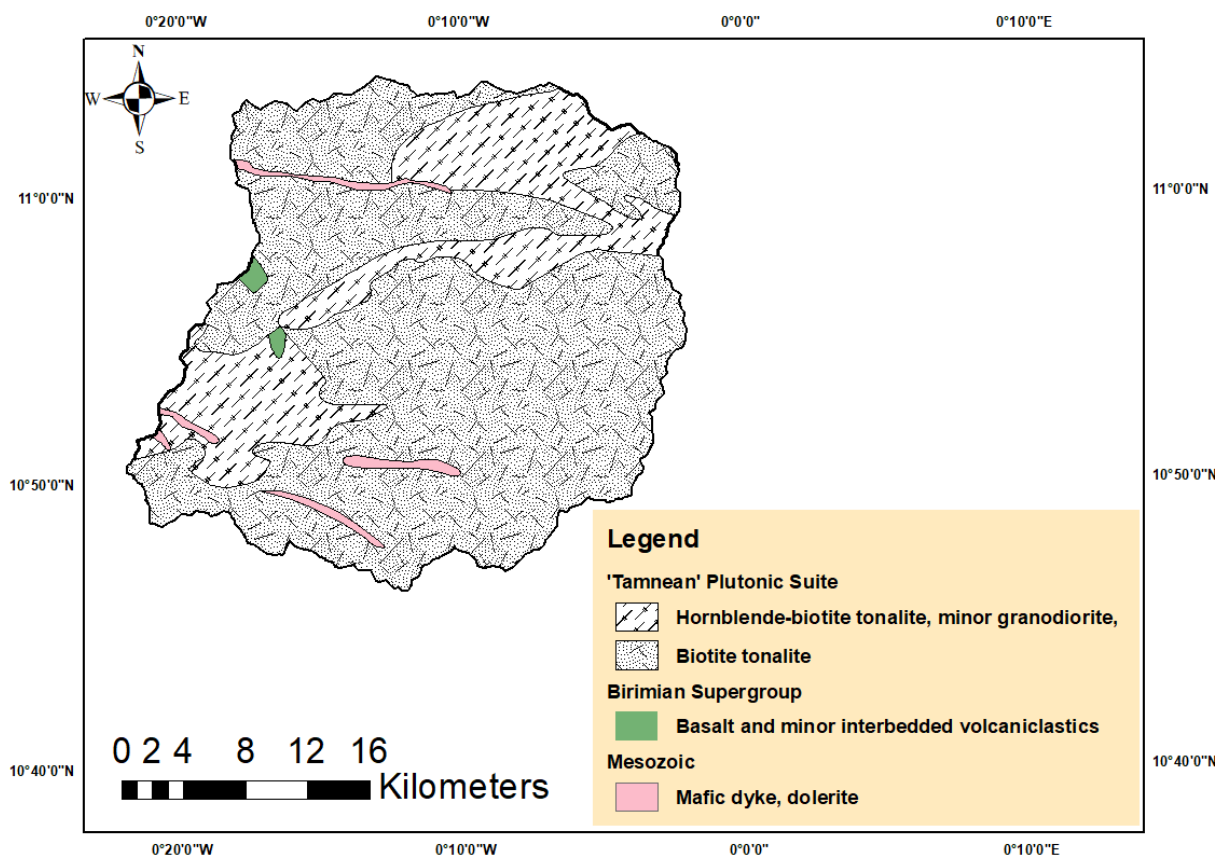 0°20'0"W 0°10'0"W 0°0'0" 0°10'0"E
N
W E
S
11°0'0"N 11°0'0"N
10°50'0"N 10°50'0"N
Legend
'Tamnean' Plutonic Suite
Hornblende-biotite tonalite, minor granodiorite,
Biotite tonalite
Birimian Supergroup
Basalt and minor interbedded volcaniclastics
Mesozoic
Mafic dyke, dolerite
0 2 4 8 12 16
Kilometers
10°40'0"N 10°40'0"N
0°20'0"W 0°10'0"W 0°0'0" 0°10'0"E